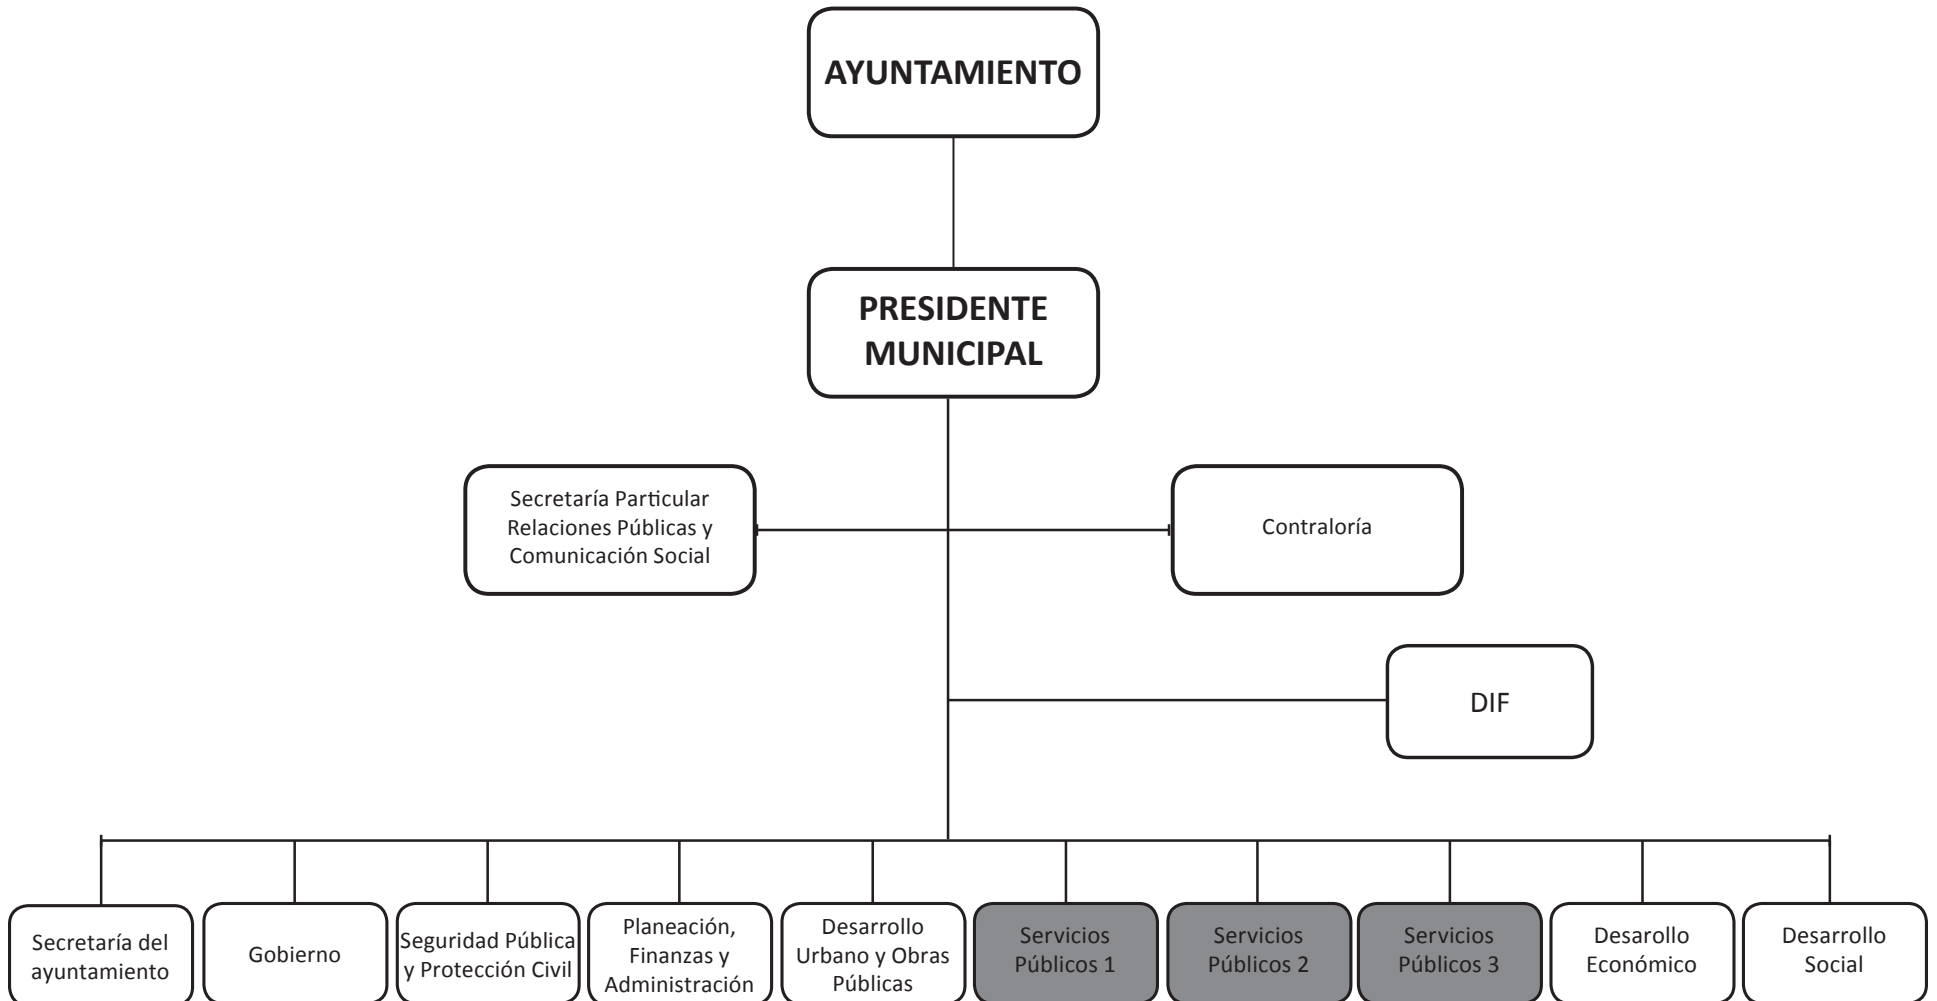 AYUNTAMIENTO
PRESIDENTE
MUNICIPAL
Secretaría Particular
Relaciones Públicas y
Comunicación Social
Contraloría
DIF
Secretaría del
ayuntamiento
Gobierno
Seguridad Pública
y Protección Civil
Planeación,
Finanzas y
Administración
Desarrollo
Urbano y Obras
Públicas
Servicios
Públicos 1
Servicios
Públicos 2
Servicios
Públicos 3
Desarollo
Económico
Desarrollo
Social